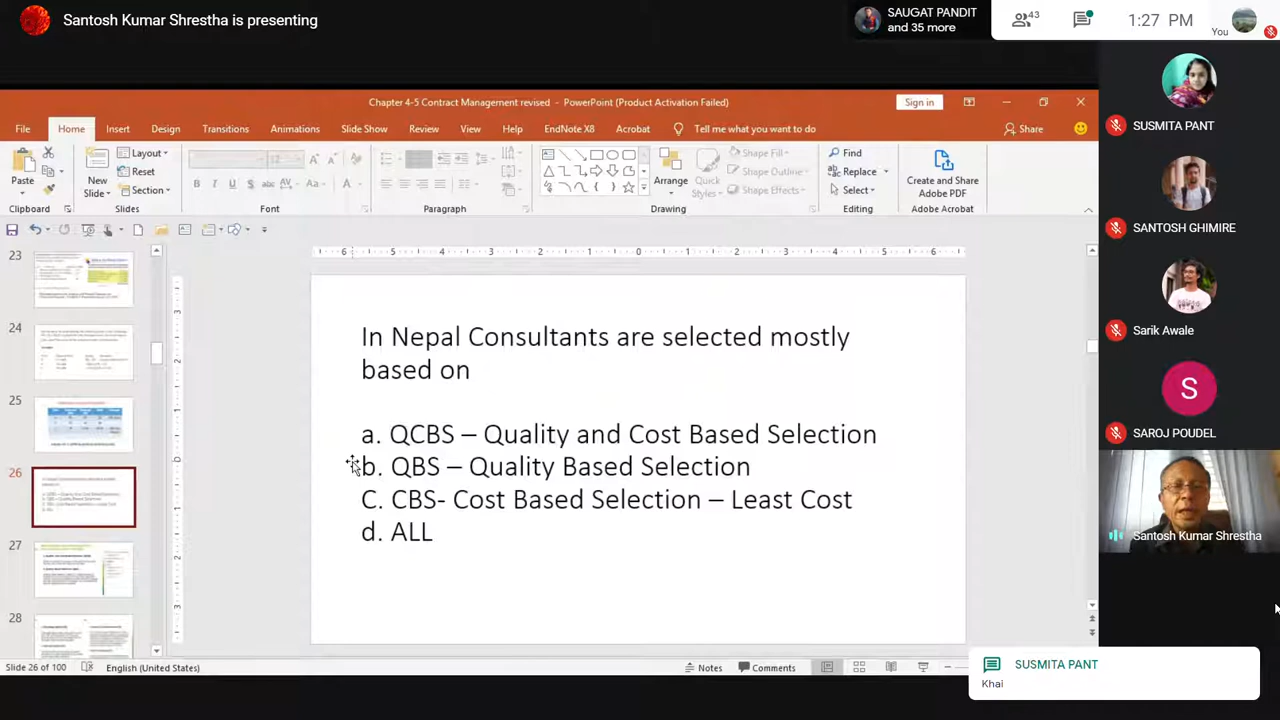 Santosh Kumar Shrestha is presenting
SAUGAT PANDIT
and 35 more
43
1:27 PM
You
Chapter 4-5 Contract Management revised - PowerPoint (Product Activation Failed)
Sign in
File Home Insert Design Transitions Animations Slide Show Review View Help EndNote X8 Acrobat Tell me what you want to do Share
Paste
New
Slide
Layout
Reset
Section
Arrange
Quick
Styles
Shape Fill
Shape Outline
Shape Effects
Find
Replace
Select
Create and Share
Adobe PDF
Clipboard Slides Font Paragraph Drawing Editing Adobe Acrobat
23
24
25
26
27
28
In Nepal Consultants are selected mostly
based on
a. QCBS – Quality and Cost Based Selection
b. QBS – Quality Based Selection
C. CBS- Cost Based Selection – Least Cost
d. ALL
SUSMITA PANT
SANTOSH GHIMIRE
Sarik Awale
S
SAROJ POUDEL
Santosh Kumar Shrestha
Slide 26 of 100 English (United States) Notes Comments
SUSMITA PANT
Khai